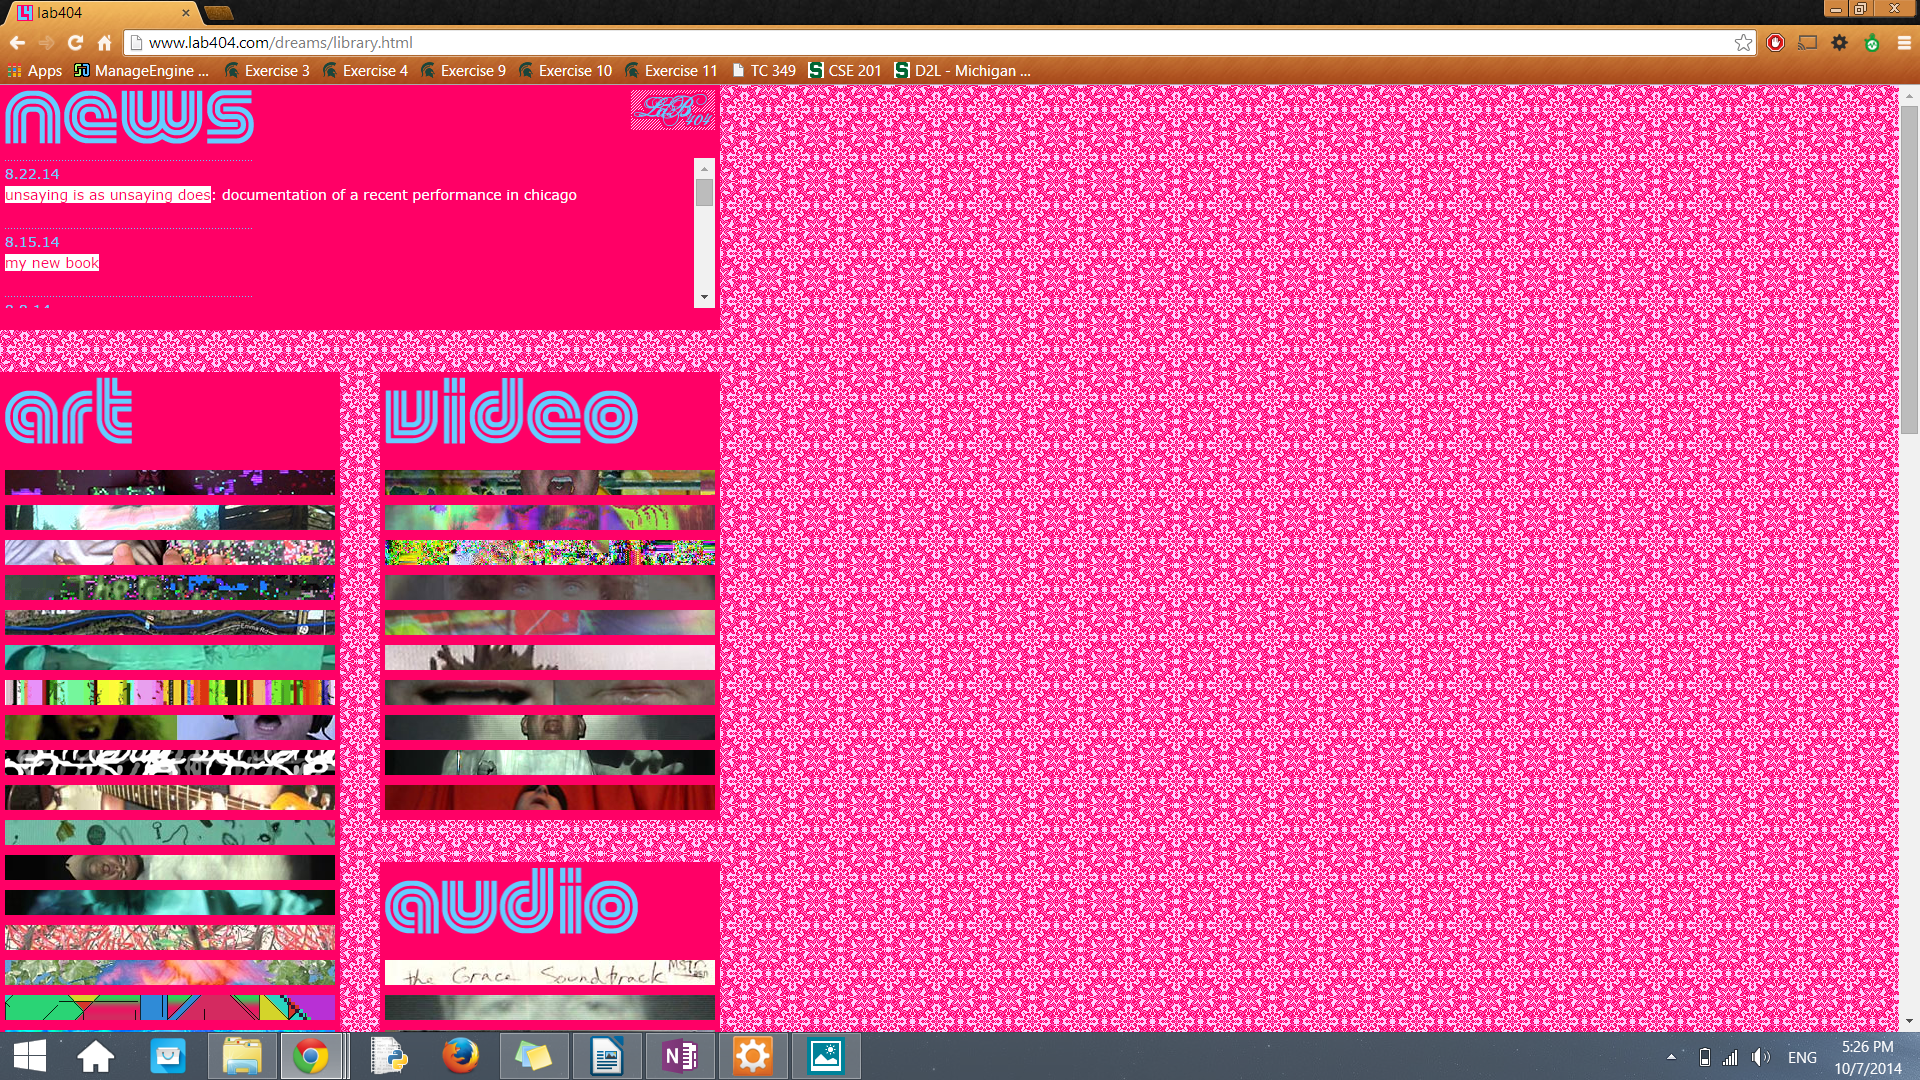 lab404
www.lab404.com/dreams/library.html
Apps ManageEngine ... Exercise 3 Exercise 4 Exercise 9 Exercise 10 Exercise 11 TC 349 CSE 201 D2L - Michigan ...
news
LaB 404
8.22.14
unsaying is as unsaying does: documentation of a recent performance in chicago
8.15.14
my new book
art
video
audio
the Grace Soundtrack
ENG
5:26 PM
10/7/2014